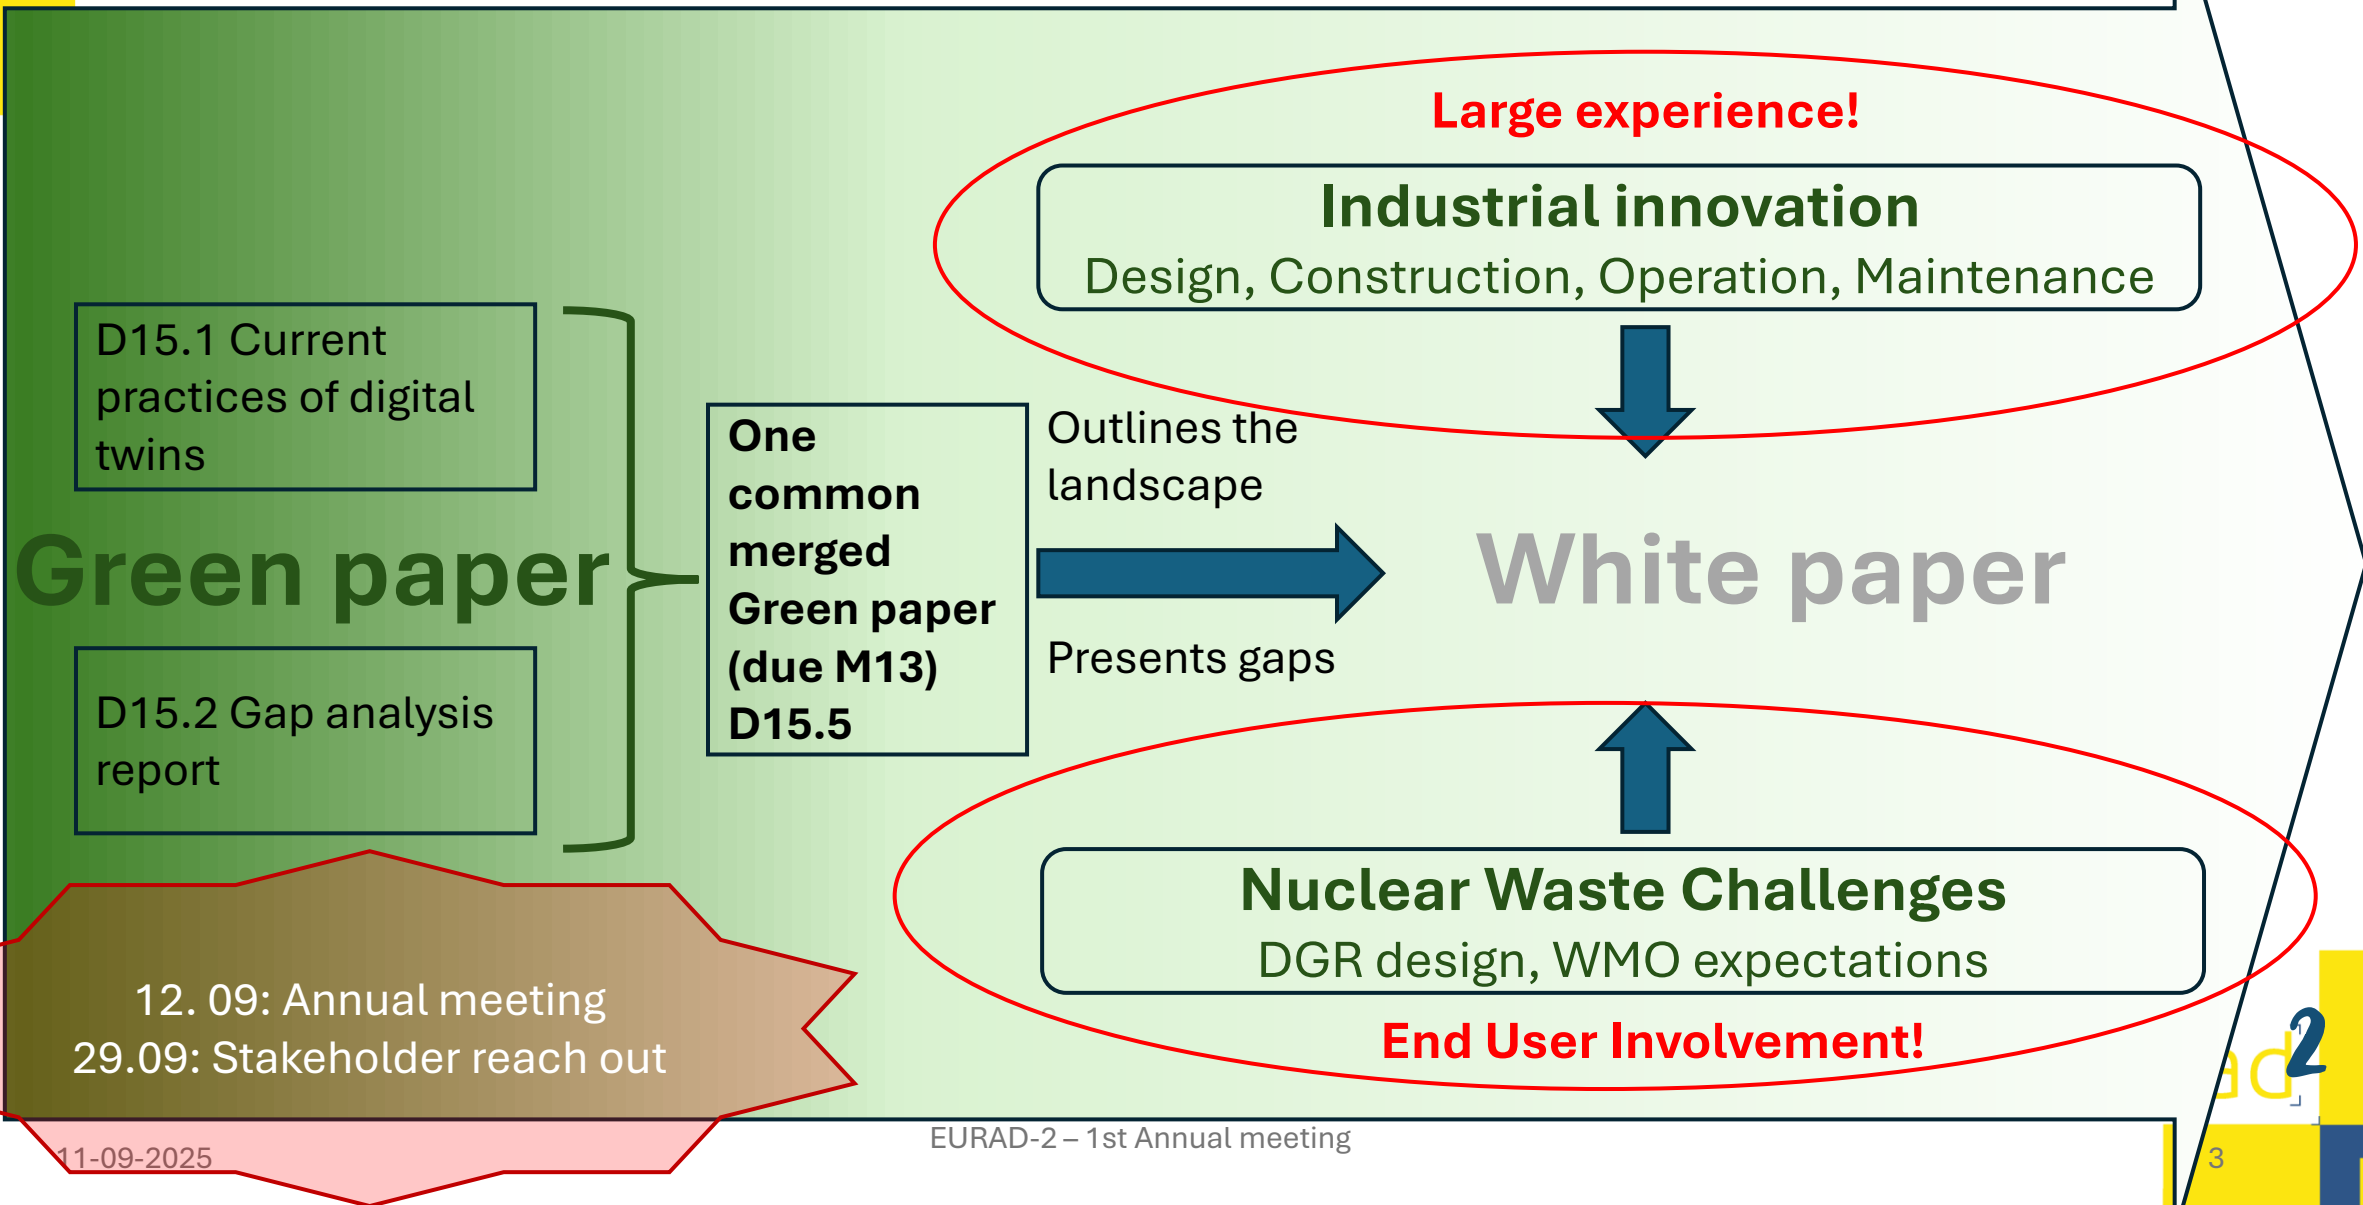 Large experience!
Industrial innovation
Design, Construction, Operation, Maintenance
D15.1 Current
practices of digital
twins
Green paper
D15.2 Gap analysis
report
One
common
merged
Green paper
(due M13)
D15.5
Outlines the
landscape
Presents gaps
White paper
Nuclear Waste Challenges
DGR design, WMO expectations
End User Involvement!
12. 09: Annual meeting
29.09: Stakeholder reach out
ad2
11-09-2025
EURAD-2 – 1st Annual meeting
3